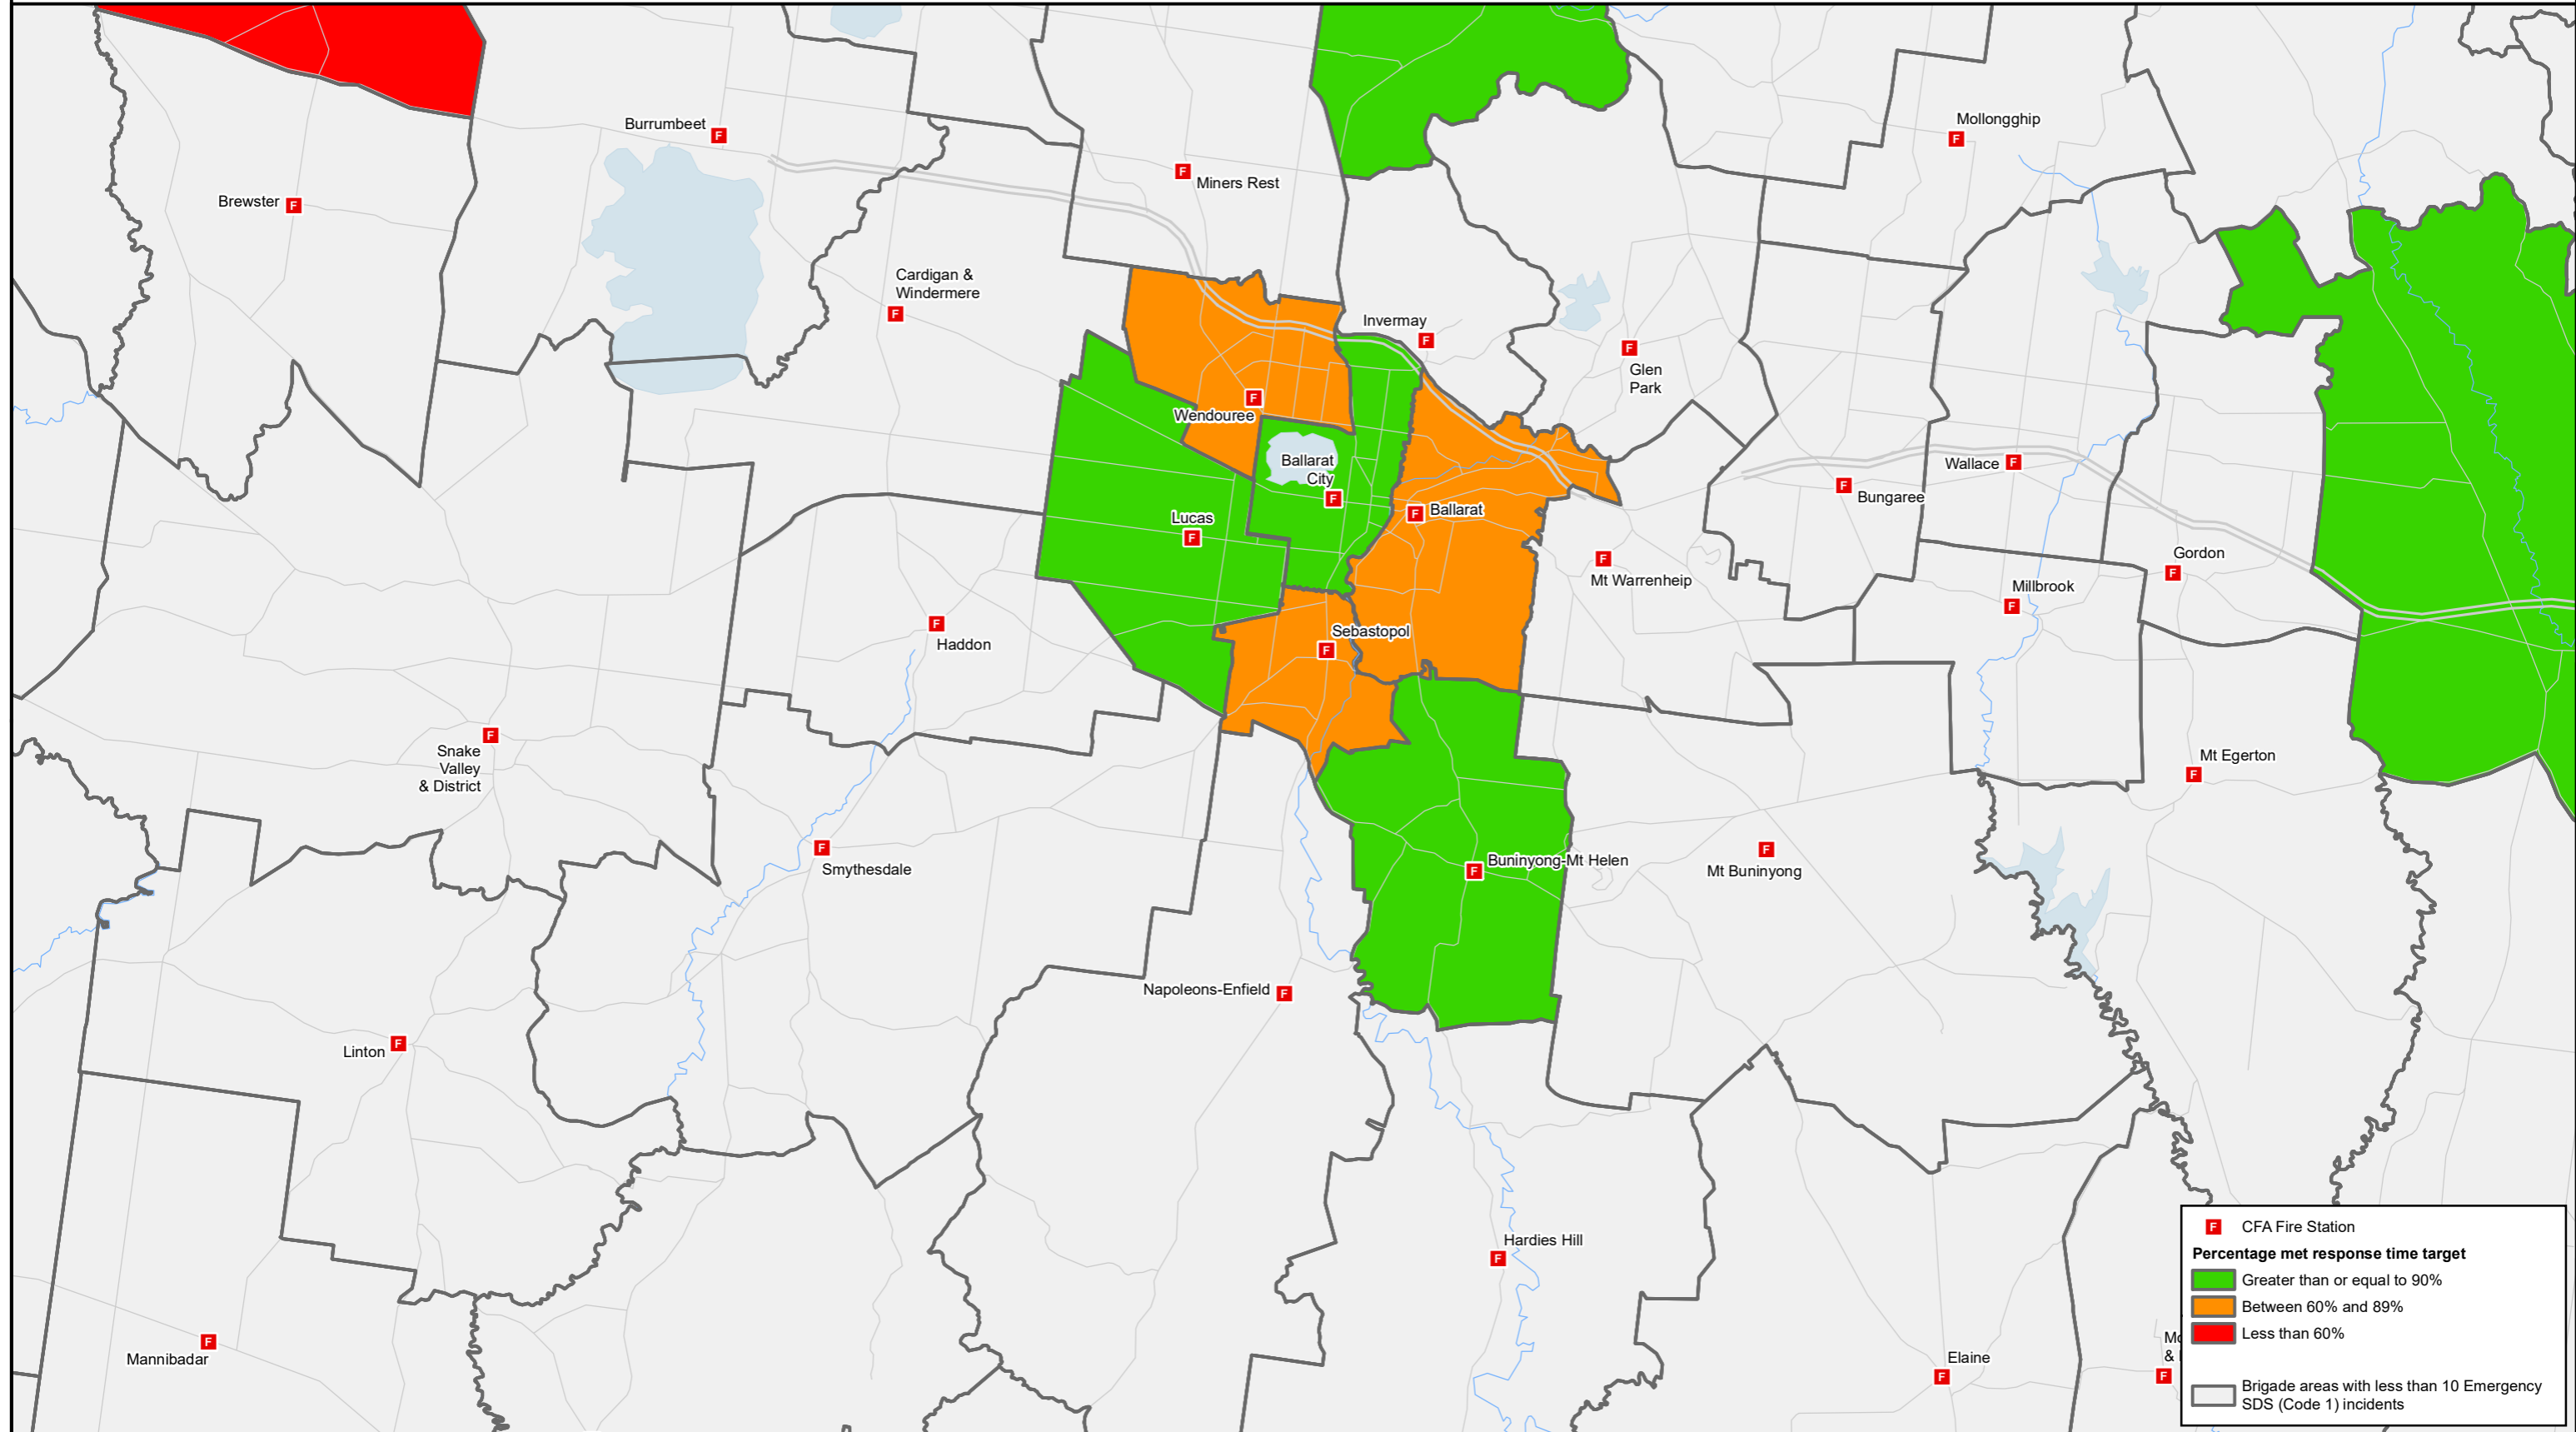 Burrumbeet
F
Mollongghip
F
F
Miners Rest
Brewster
F
Cardigan &
Windermere
F
Invermay
F
F
Glen
Park
F
Wendouree
Ballarat
City
F
Wallace
F
F
Bungaree
F
Ballarat
Lucas
F
Gordon
F
F
Mt Warrenheip
Millbrook
F
F
Haddon
Sebastopol
F
F
Snake
Valley
& District
Mt Egerton
F
F
Smythesdale
Buninyong-Mt Helen
F
F
Mt Buninyong
Napoleons-Enfield
F
Linton
F
Hardies Hill
F
F
Mannibadar
Elaine
F
&
F
F
CFA Fire Station
Percentage met response time target
Greater than or equal to 90%
Between 60% and 89%
Less than 60%
Brigade areas with less than 10 Emergency
SDS (Code 1) incidents